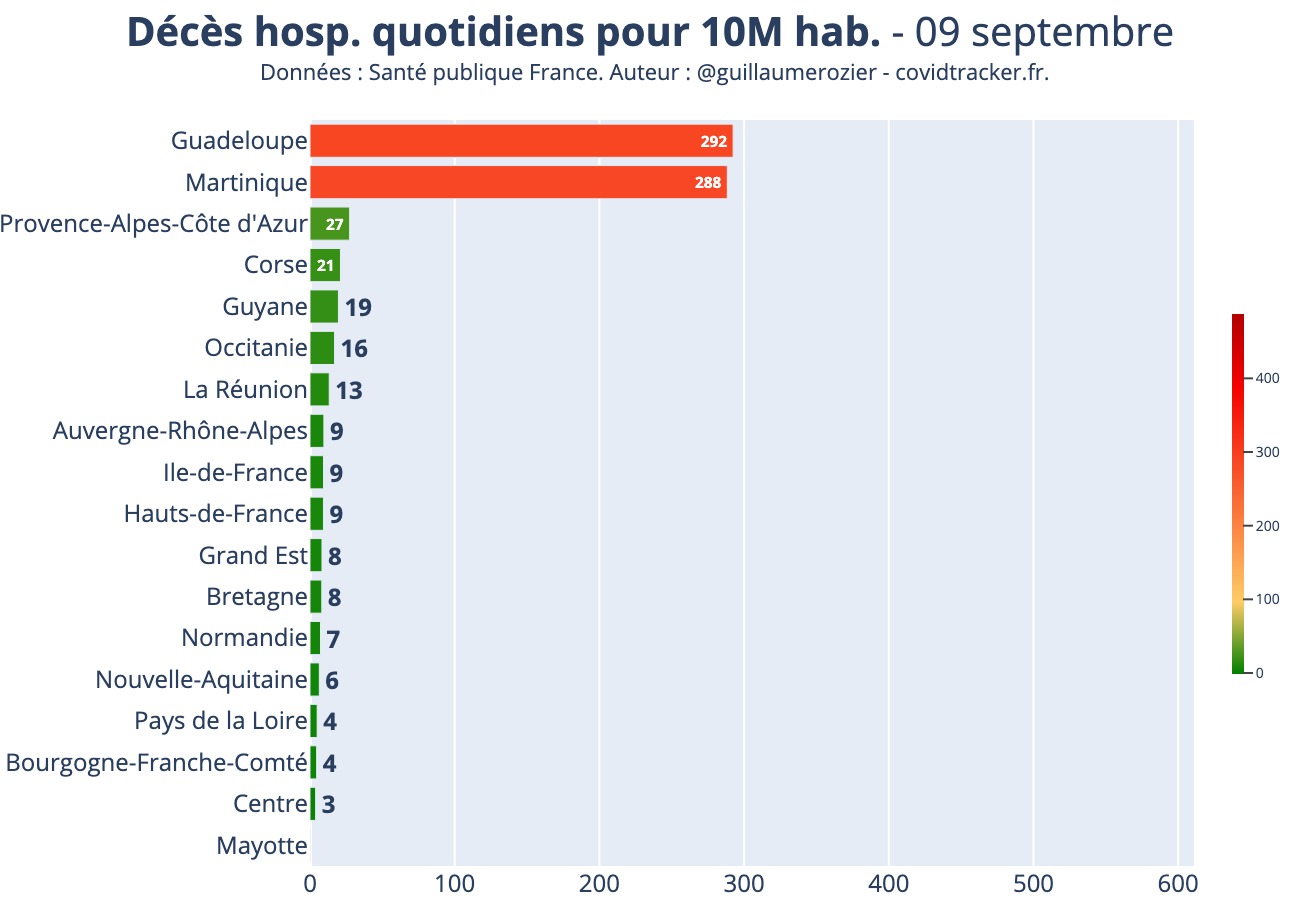 Décès hosp. quotidiens pour 10M hab. - 09 septembre
Données : Santé publique France. Auteur : @guillaumerozier - covidtracker.fr.
Guadeloupe 292
Martinique 288
Provence-Alpes-Côte d'Azur 27
Corse 21
Guyane 19
Occitanie 16
La Réunion 13
Auvergne-Rhône-Alpes 9
Ile-de-France 9
Hauts-de-France 9
Grand Est 8
Bretagne 8
Normandie 7
Nouvelle-Aquitaine 6
Pays de la Loire 4
Bourgogne-Franche-Comté 4
Centre 3
Mayotte
0 100 200 300 400 500 600
400
300
200
100
0